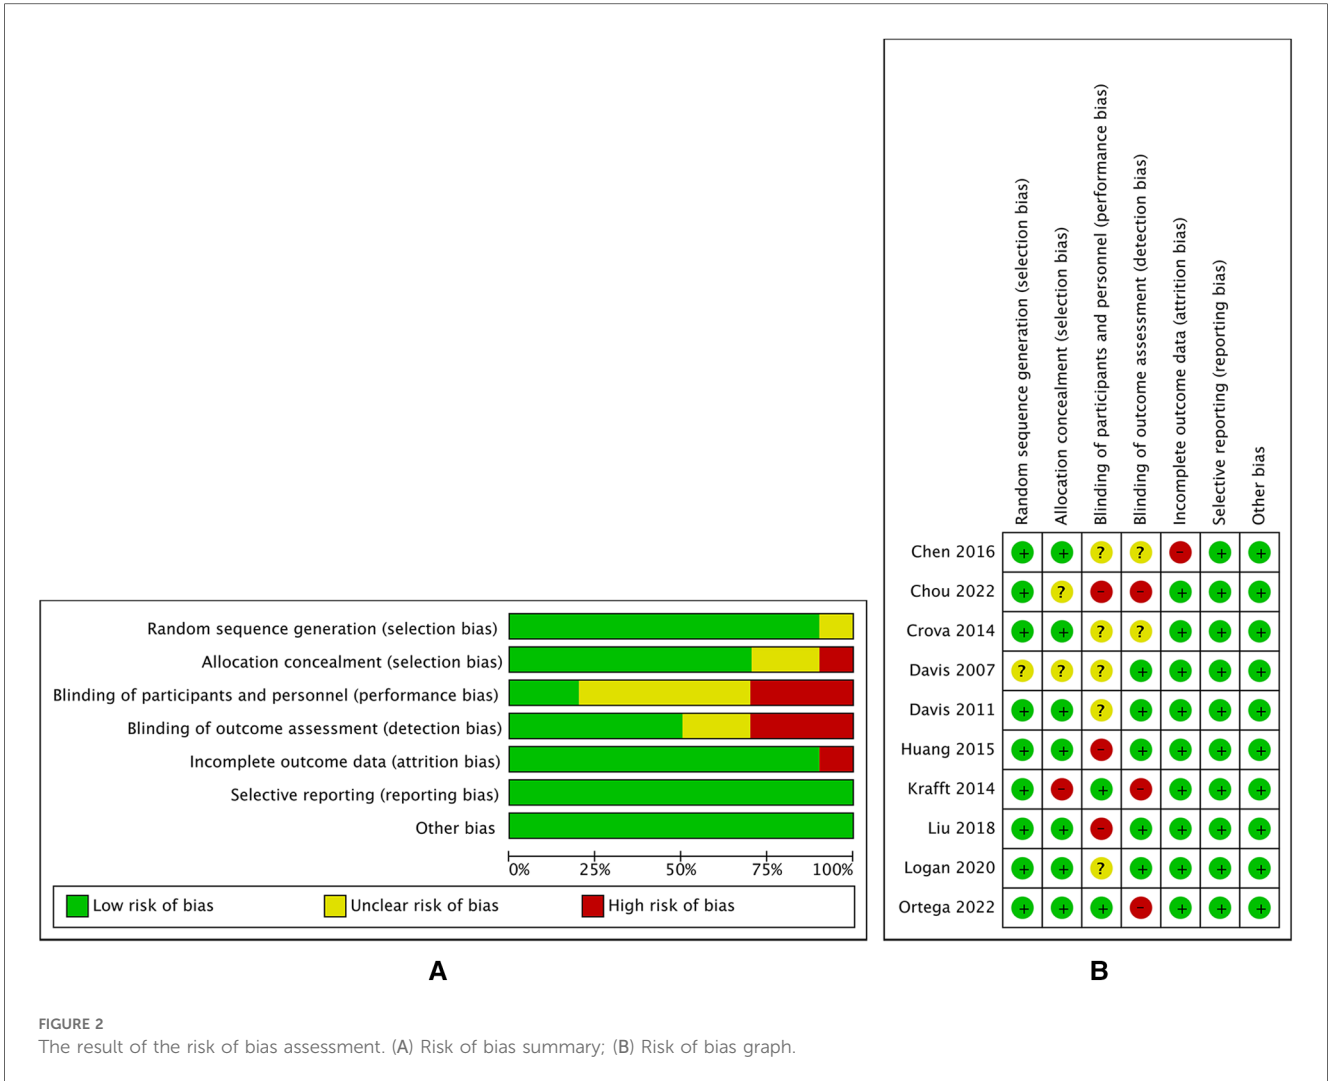 Random sequence generation (selection bias)
Allocation concealment (selection bias)
Blinding of participants and personnel (performance bias)
Blinding of outcome assessment (detection bias)
Incomplete outcome data (attrition bias)
Selective reporting (reporting bias)
Other bias
0% 25% 50% 75% 100%
Low risk of bias Unclear risk of bias High risk of bias
A
Random sequence generation (selection bias)
Allocation concealment (selection bias)
Blinding of participants and personnel (performance bias)
Blinding of outcome assessment (detection bias)
Incomplete outcome data (attrition bias)
Selective reporting (reporting bias)
Other bias
Chen 2016 + + ? ? - + +
Chou 2022 + ? - - + + +
Crova 2014 + + ? ? + + +
Davis 2007 ? ? ? + + + +
Davis 2011 + + ? + + + +
Huang 2015 + + - + + + +
Krafft 2014 + - + - + + +
Liu 2018 + + - + + + +
Logan 2020 + + ? + + + +
Ortega 2022 + + + - + + +
B
FIGURE 2
The result of the risk of bias assessment. (A) Risk of bias summary; (B) Risk of bias graph.